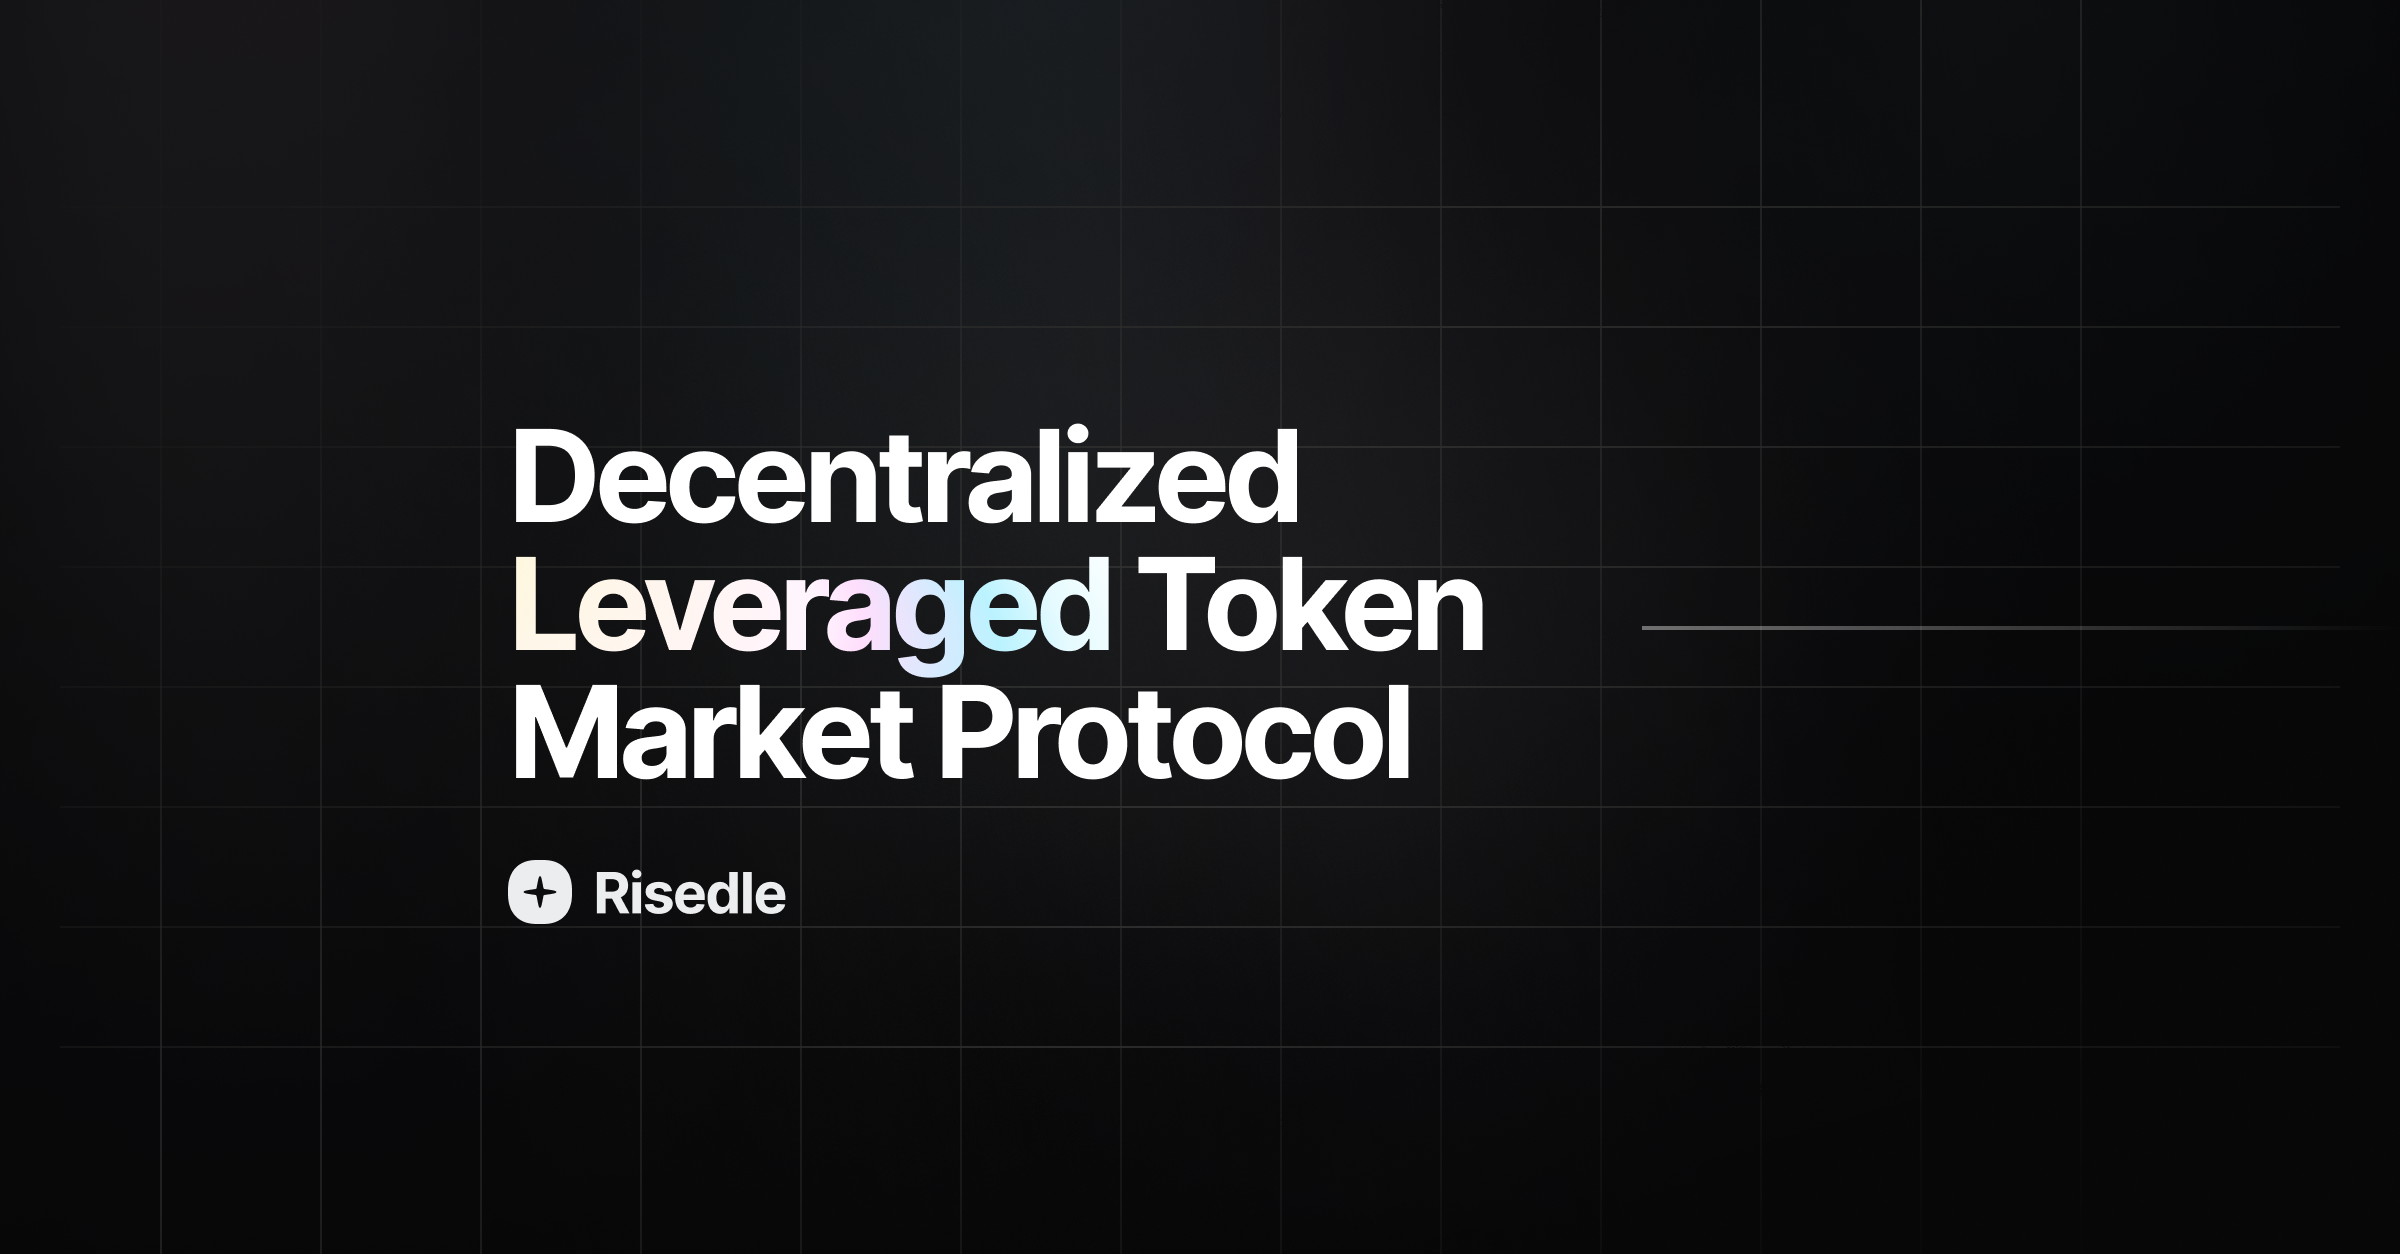 Decentralized
Leveraged Token
Market Protocol
Risedle